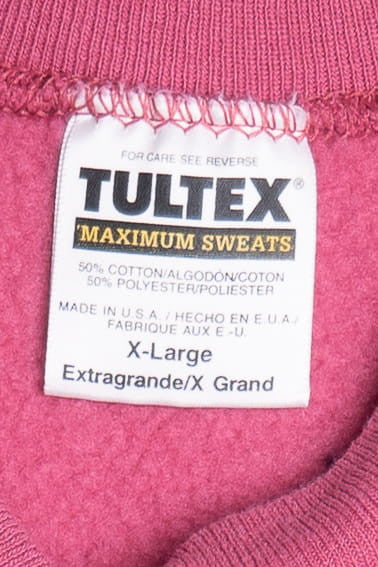 FOR CARE SEE REVERSE
TULTEX®
MAXIMUM SWEATS
50% COTTON/ALGODÓN/COTON
50% POLYESTER/POLIESTER
MADE IN U.S.A./ HECHO EN E.U.A./
FABRIQUE AUX E -U.
X-Large
Extragrande/X Grand